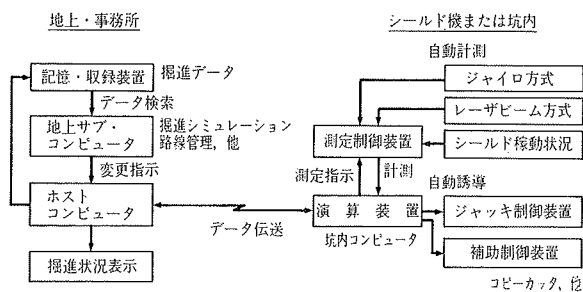 地上・事務所
記憶・収録装置
掘進データ
データ検索
地上サブ・
コンピュータ
掘進シミュレーション
路線管理, 他
変更指示
ホスト
コンピュータ
データ伝送
掘進状況表示
シールド機または坑内
自動計測
ジャイロ方式
レーザビーム方式
測定制御装置
シールド稼動状況
測定指示
計測
自動誘導
演算装置
坑内コンピュータ
ジャッキ制御装置
補助制御装置
コピーカッタ, 他